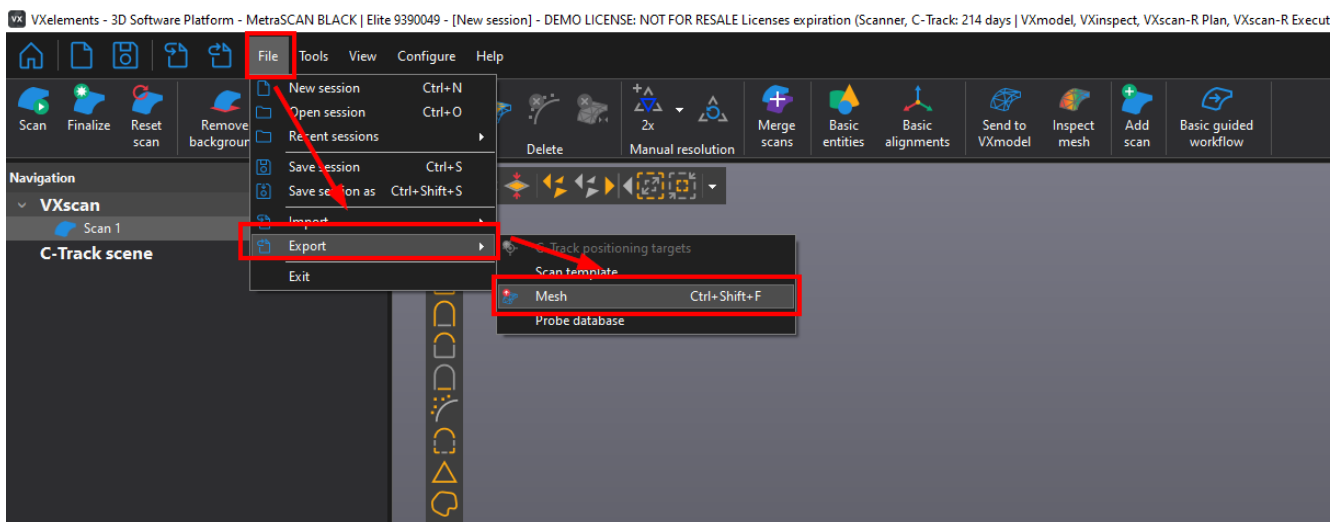 VXelements - 3D Software Platform - MetraSCAN BLACK | Elite 9390049 - [New session] - DEMO LICENSE: NOT FOR RESALE Licenses expiration (Scanner, C-Track: 214 days | VXmodel, VXinspect, VXscan-R Plan, VXscan-R Execut
File Tools View Configure Help
Scan
Finalize
Reset
scan
Remove
backgroun
Delete
2x
Manual resolution
Merge
scans
Basic
entities
Basic
alignments
Send to
VXmodel
Inspect
mesh
Add
scan
Basic guided
workflow
New session Ctrl+N
Open session Ctrl+O
Recent sessions
Save session Ctrl+S
Save session as Ctrl+Shift+S
Import
Export
Exit
Navigation
VXscan
Scan 1
C-Track scene
C-Track positioning targets
Scan template
Mesh Ctrl+Shift+F
Probe database